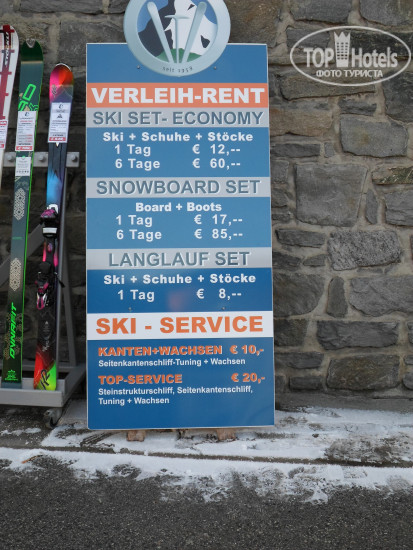 TOPHotels
ФОТО ТУРИСТА
VERLEIH-RENT
SKI SET- ECONOMY
Ski + Schuhe + Stöcke
1 Tag € 12,--
6 Tage € 60,--
SNOWBOARD SET
Board + Boots
1 Tag € 17,--
6 Tage € 85,--
LANGLAUF SET
Ski + Schuhe + Stöcke
1 Tag € 8,--
SKI - SERVICE
KANTEN+WACHSEN € 10,-
Seitenkantenschliff-Tuning + Wachsen
TOP-SERVICE € 20,-
Steinstrukturschliff, Seitenkantenschliff,
Tuning + Wachsen
DYNAST